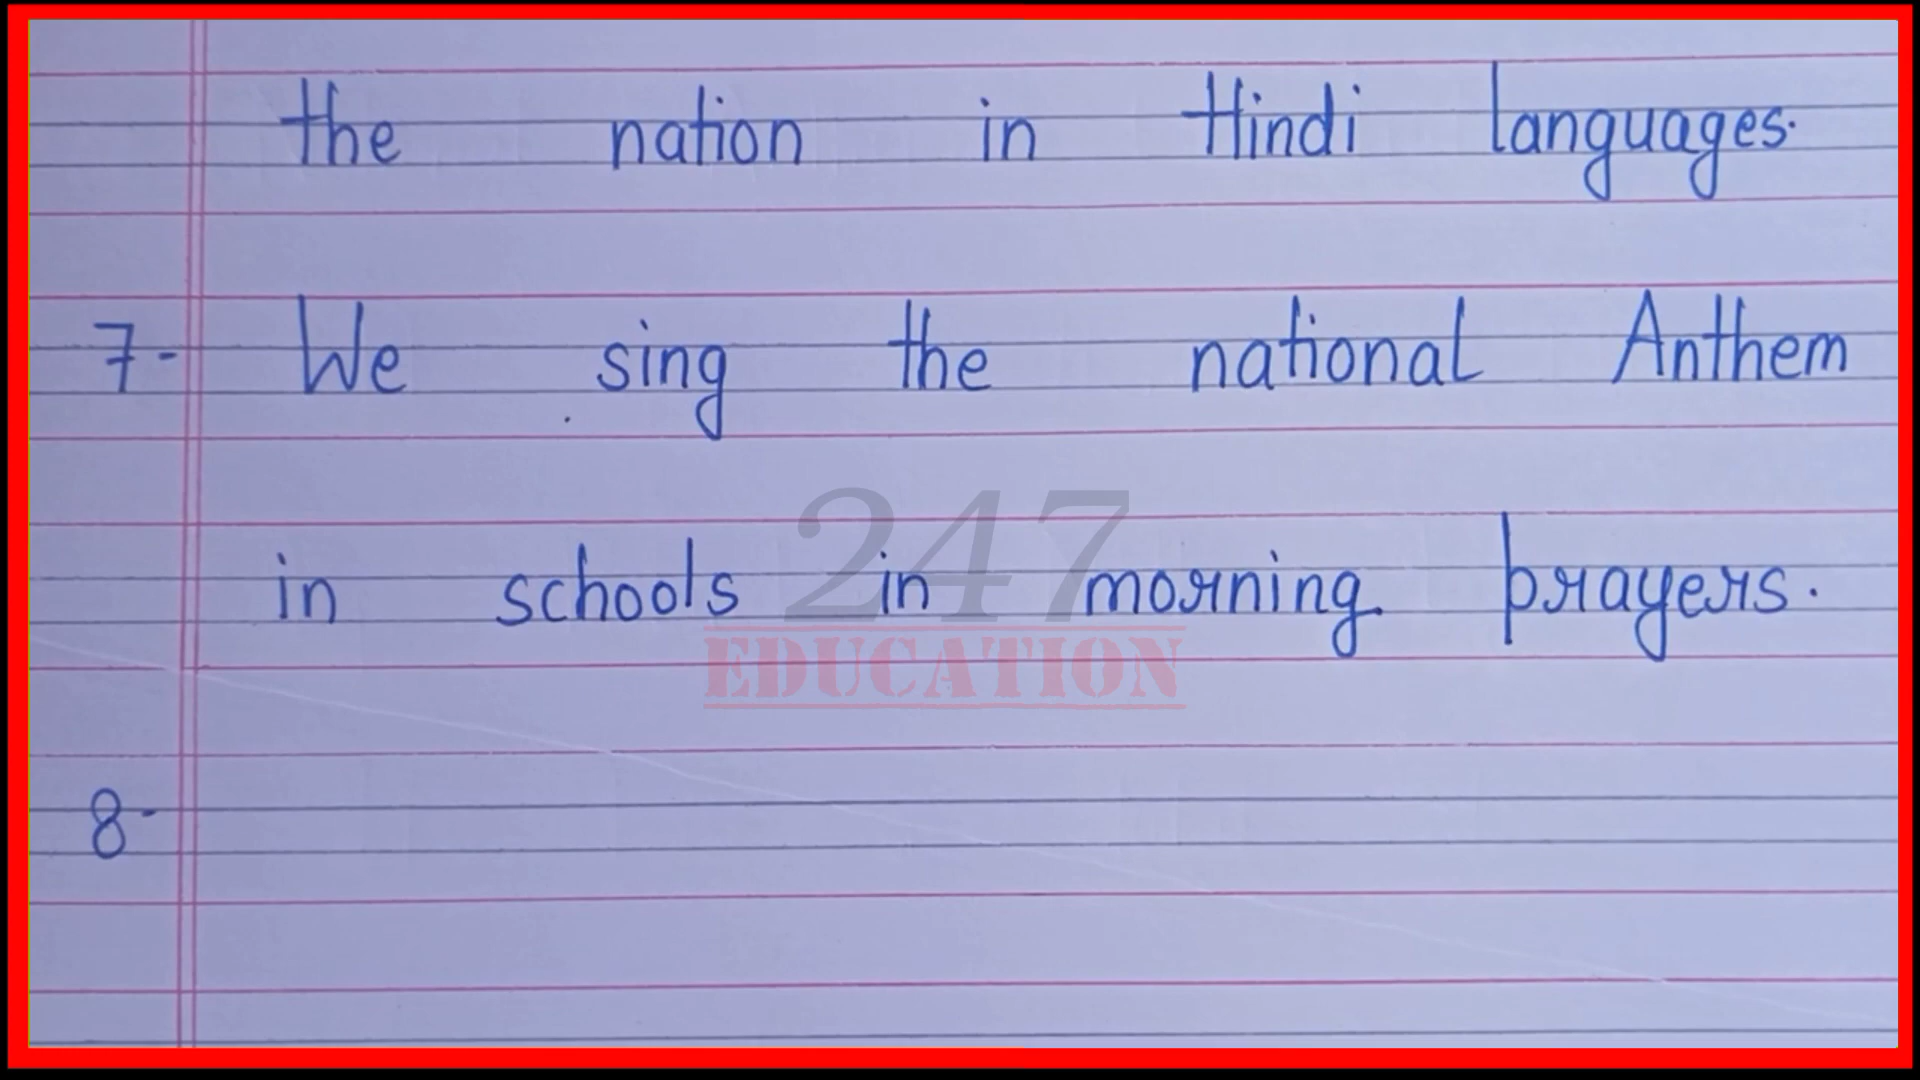 the nation in Hindi languages.
7- We sing the national Anthem
in schools in morning prayers.
247
EDUCATION
8-